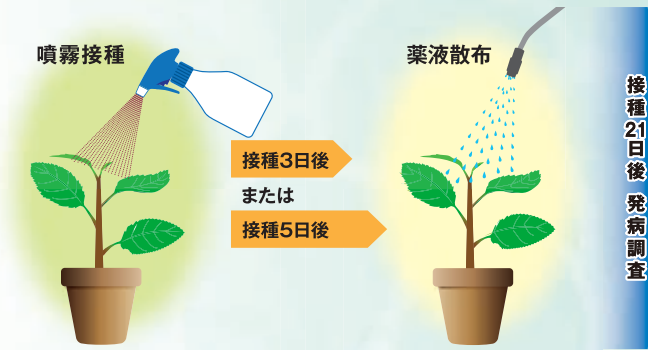 噴霧接種
薬液散布
接種3日後
または
接種5日後
接種21日後 発病調査